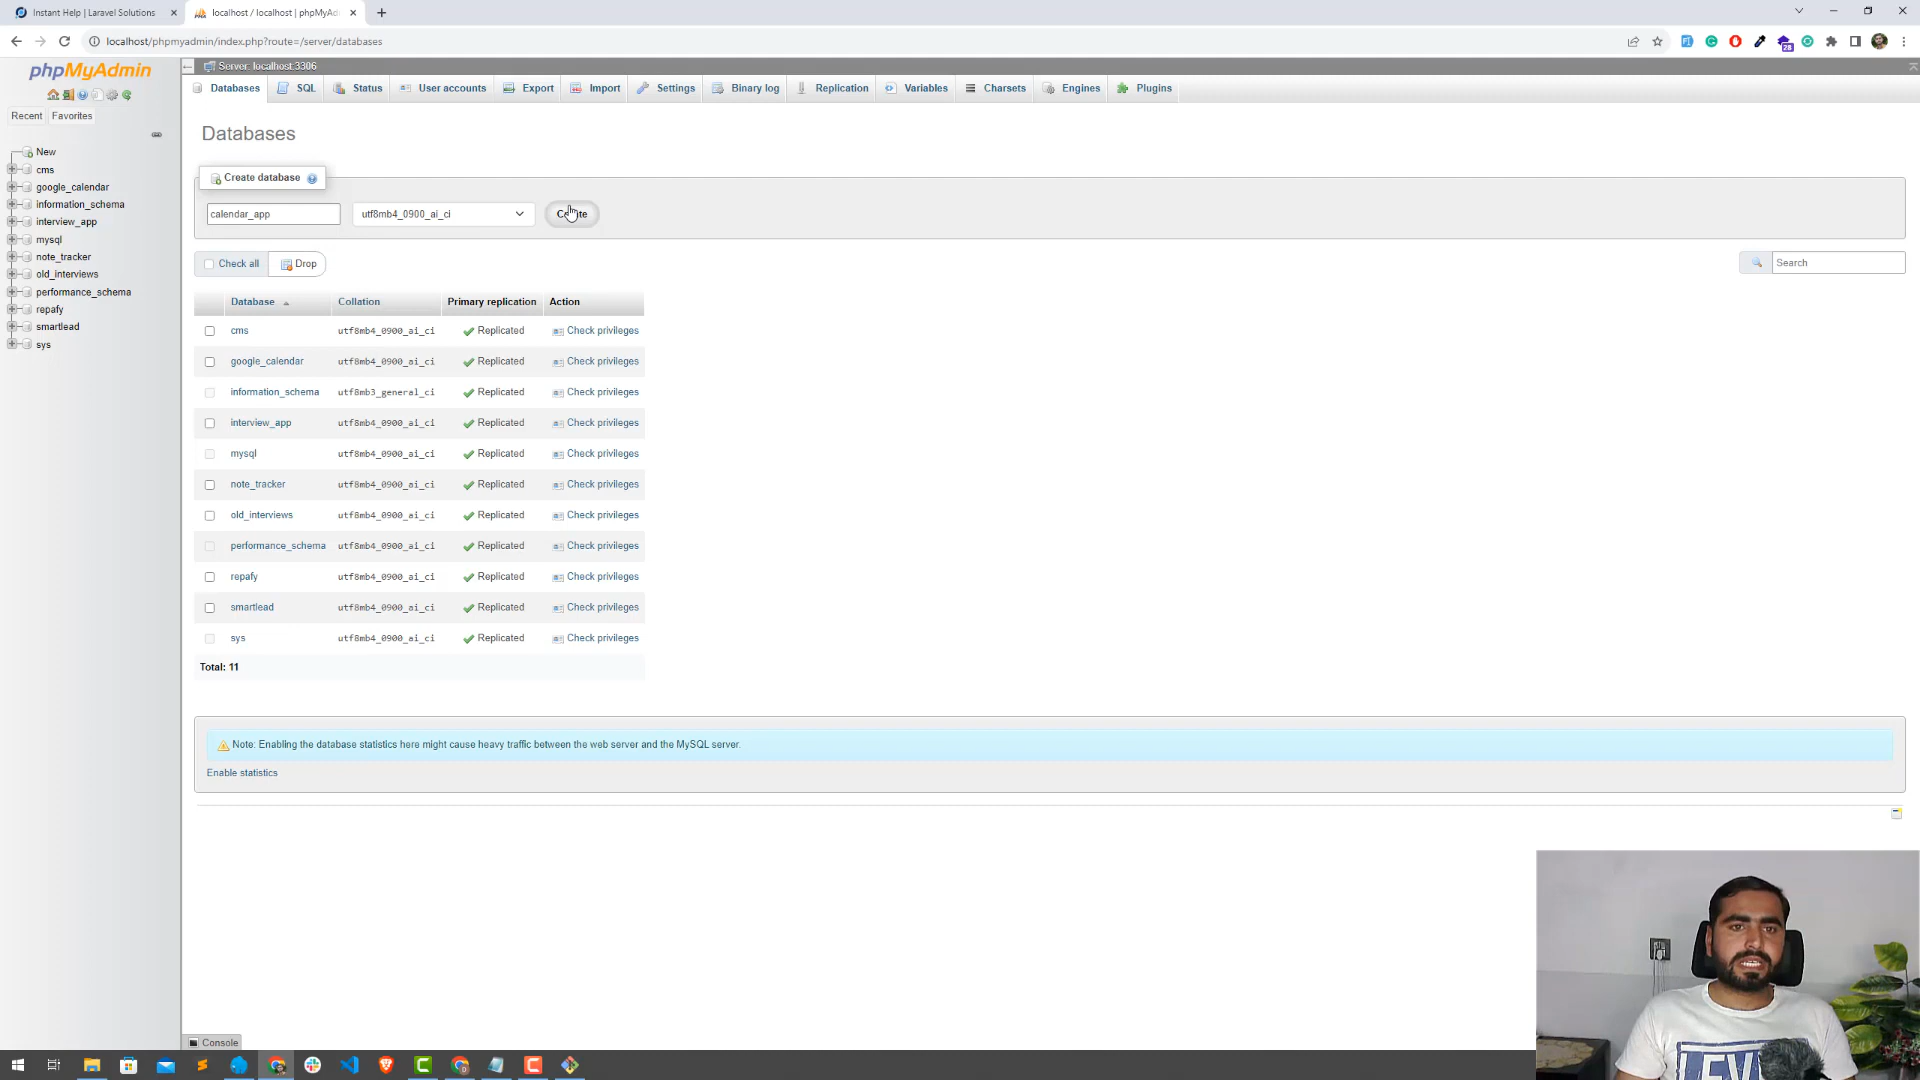 Instant Help | Laravel Solutions
localhost / localhost | phpMyAd
localhost/phpmyadmin/index.php?route=/server/databases
28
phpMyAdmin
Server: localhost:3306
Databases
SQL
Status
User accounts
Export
Import
Settings
Binary log
Replication
Variables
Charsets
Engines
Plugins
Recent
Favorites
New
cms
google_calendar
information_schema
interview_app
mysql
note_tracker
old_interviews
performance_schema
repafy
smartlead
sys
Databases
Create database
calendar_app
utf8mb4_0900_ai_ci
Create
Check all
Drop
Search
Database Collation Primary replication Action
cms utf8mb4_0900_ai_ci Replicated Check privileges
google_calendar utf8mb4_0900_ai_ci Replicated Check privileges
information_schema utf8mb3_general_ci Replicated Check privileges
interview_app utf8mb4_0900_ai_ci Replicated Check privileges
mysql utf8mb4_0900_ai_ci Replicated Check privileges
note_tracker utf8mb4_0900_ai_ci Replicated Check privileges
old_interviews utf8mb4_0900_ai_ci Replicated Check privileges
performance_schema utf8mb4_0900_ai_ci Replicated Check privileges
repafy utf8mb4_0900_ai_ci Replicated Check privileges
smartlead utf8mb4_0900_ai_ci Replicated Check privileges
sys utf8mb4_0900_ai_ci Replicated Check privileges
Total: 11
Note: Enabling the database statistics here might cause heavy traffic between the web server and the MySQL server.
Enable statistics
Console